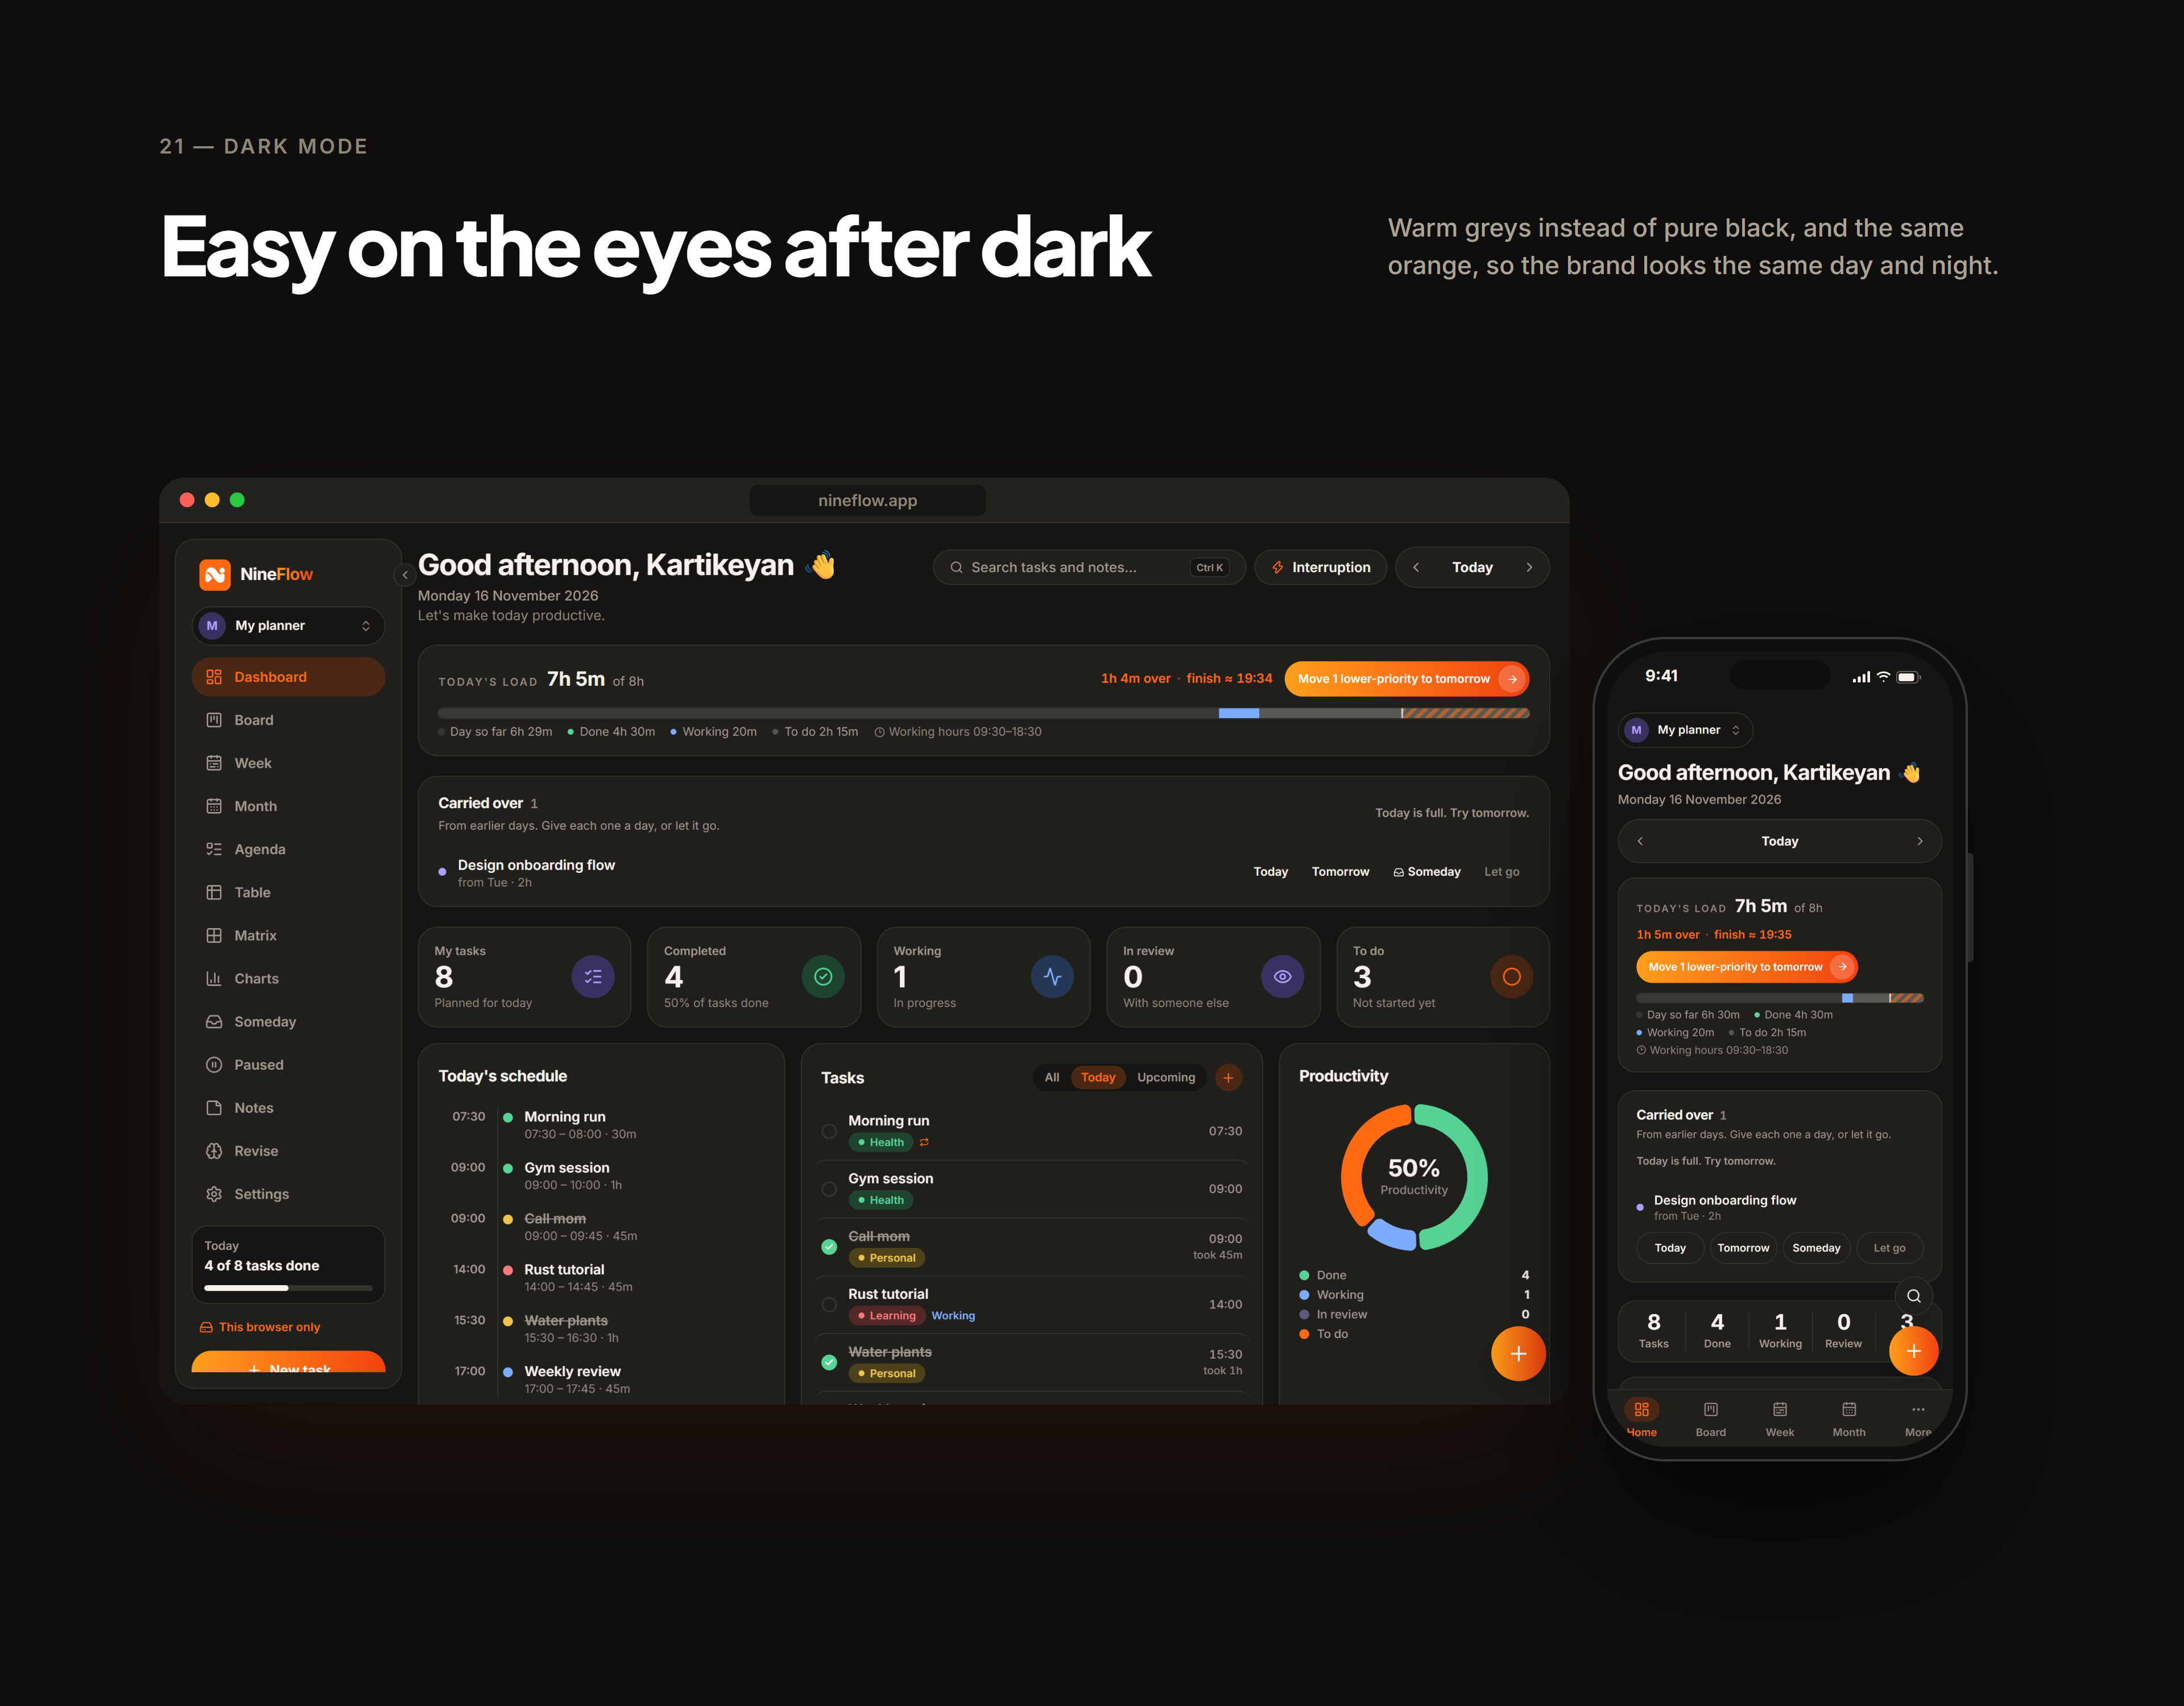 21 — DARK MODE
Easy on the eyes after dark
Warm greys instead of pure black, and the same
orange, so the brand looks the same day and night.
nineflow.app
NineFlow
M My planner
Dashboard
Board
Week
Month
Agenda
Table
Matrix
Charts
Someday
Paused
Notes
Revise
Settings
Today
4 of 8 tasks done
This browser only
+ New task
Good afternoon, Kartikeyan 👋
Monday 16 November 2026
Let's make today productive.
Search tasks and notes... Ctrl K
Interruption
Today
TODAY'S LOAD 7h 5m of 8h
1h 4m over · finish ≈ 19:34
Move 1 lower-priority to tomorrow
Day so far 6h 29m Done 4h 30m Working 20m To do 2h 15m Working hours 09:30–18:30
Carried over 1
From earlier days. Give each one a day, or let it go.
Today is full. Try tomorrow.
Design onboarding flow
from Tue · 2h
Today Tomorrow Someday Let go
My tasks
8
Planned for today
Completed
4
50% of tasks done
Working
1
In progress
In review
0
With someone else
To do
3
Not started yet
Today's schedule
07:30 Morning run
07:30 – 08:00 · 30m
09:00 Gym session
09:00 – 10:00 · 1h
09:00 Call mom
09:00 – 09:45 · 45m
14:00 Rust tutorial
14:00 – 14:45 · 45m
15:30 Water plants
15:30 – 16:30 · 1h
17:00 Weekly review
17:00 – 17:45 · 45m
Tasks
All Today Upcoming +
Morning run 07:30
Health
Gym session 09:00
Health
Call mom 09:00
Personal took 45m
Rust tutorial 14:00
Learning Working
Water plants 15:30
Personal took 1h
Productivity
50%
Productivity
Done 4
Working 1
In review 0
To do
+
9:41
M My planner
Good afternoon, Kartikeyan 👋
Monday 16 November 2026
Today
TODAY'S LOAD 7h 5m of 8h
1h 5m over · finish ≈ 19:35
Move 1 lower-priority to tomorrow
Day so far 6h 30m Done 4h 30m
Working 20m To do 2h 15m
Working hours 09:30–18:30
Carried over 1
From earlier days. Give each one a day, or let it go.
Today is full. Try tomorrow.
Design onboarding flow
from Tue · 2h
Today Tomorrow Someday Let go
8 4 1 0 3
Tasks Done Working Review
+
Home Board Week Month More